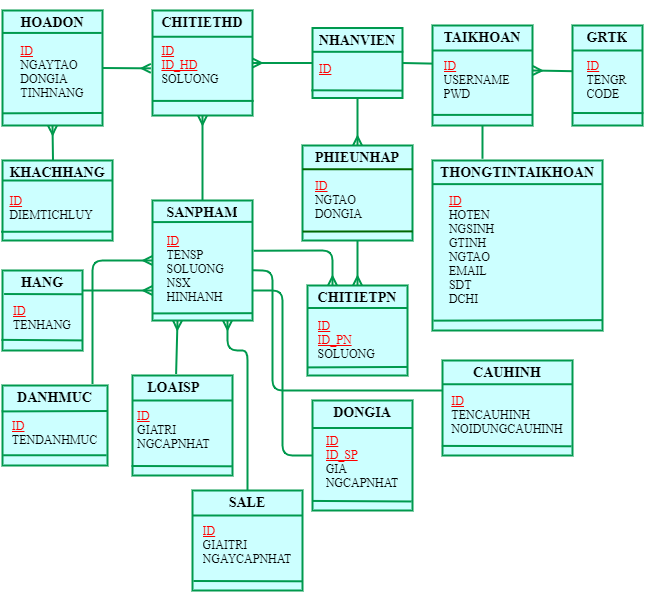 HOADON
ID
NGAYTAO
DONGIA
TINHNANG
CHITIETHD
ID
ID_HD
SOLUONG
NHANVIEN
ID
TAIKHOAN
ID
USERNAME
PWD
GRTK
ID
TENGR
CODE
KHACHHANG
ID
DIEMTICHLUY
PHIEUNHAP
ID
NGTAO
DONGIA
THONGTINTAIKHOAN
ID
HOTEN
NGSINH
GTINH
NGTAO
EMAIL
SDT
DCHI
SANPHAM
ID
TENSP
SOLUONG
NSX
HINHANH
HANG
ID
TENHANG
CHITIETPN
ID
ID_PN
SOLUONG
DANHMUC
ID
TENDANHMUC
LOAISP
ID
GIATRI
NGCAPNHAT
DONGIA
ID
ID_SP
GIA
NGCAPNHAT
CAUHINH
ID
TENCAUHINH
NOIDUNGCAUHINH
SALE
ID
GIAITRI
NGAYCAPNHAT